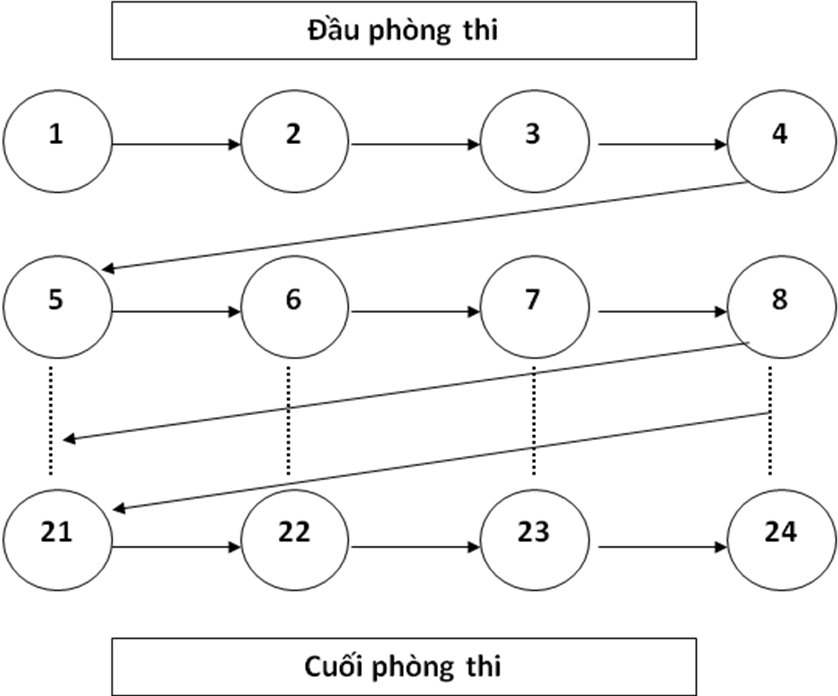 Đầu phòng thi
1 2 3 4
5 6 7 8
21 22 23 24
Cuối phòng thi